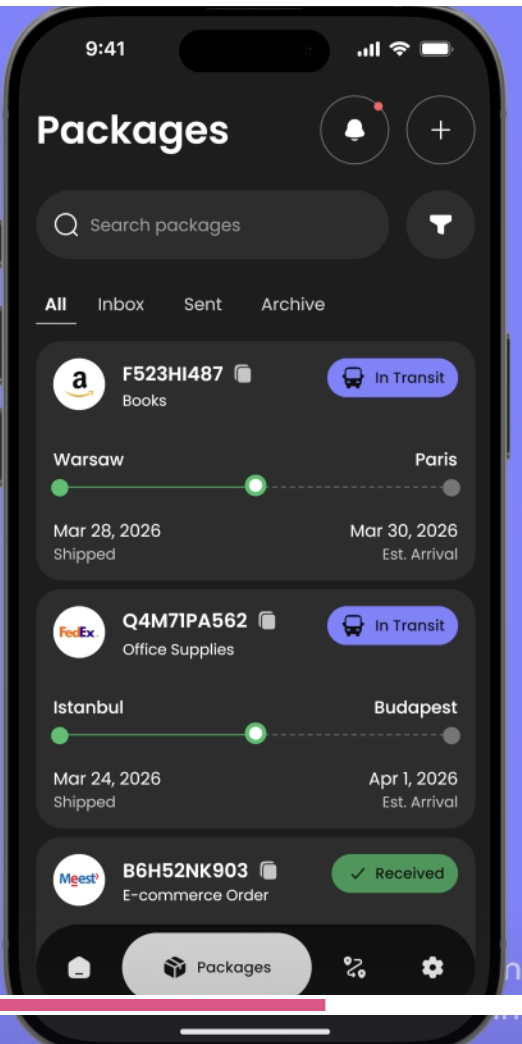 9:41
Packages
Search packages
All Inbox Sent Archive
a
F523HI487
Books
In Transit
Warsaw Paris
Mar 28, 2026 Mar 30, 2026
Shipped Est. Arrival
FedEx
Q4M71PA562
Office Supplies
In Transit
Istanbul Budapest
Mar 24, 2026 Apr 1, 2026
Shipped Est. Arrival
Meest
B6H52NK903
E-commerce Order
Received
Packages